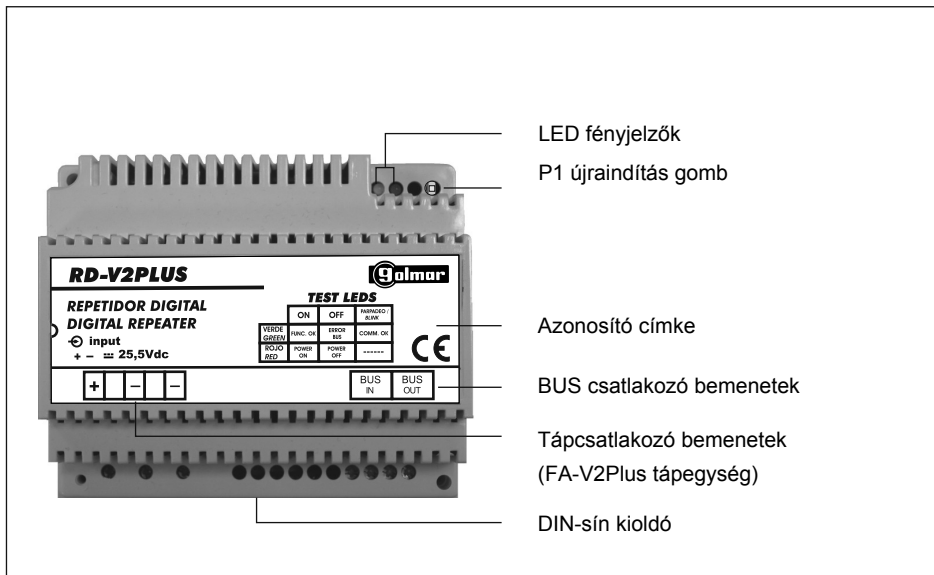 LED fényjelzők
P1 újraindítás gomb
RD-V2PLUS
golmar
REPETIDOR DIGITAL
DIGITAL REPEATER
input
+ - 25,5Vdc
TEST LEDS
ON OFF PARPADEO / BLINK
VERDE GREEN FUNC. OK ERROR BUS COMM. OK
ROJO RED POWER ON POWER OFF ------
CE
+ - -
BUS IN BUS OUT
Azonosító címke
BUS csatlakozó bemenetek
Tápcsatlakozó bemenetek
(FA-V2Plus tápegység)
DIN-sín kioldó